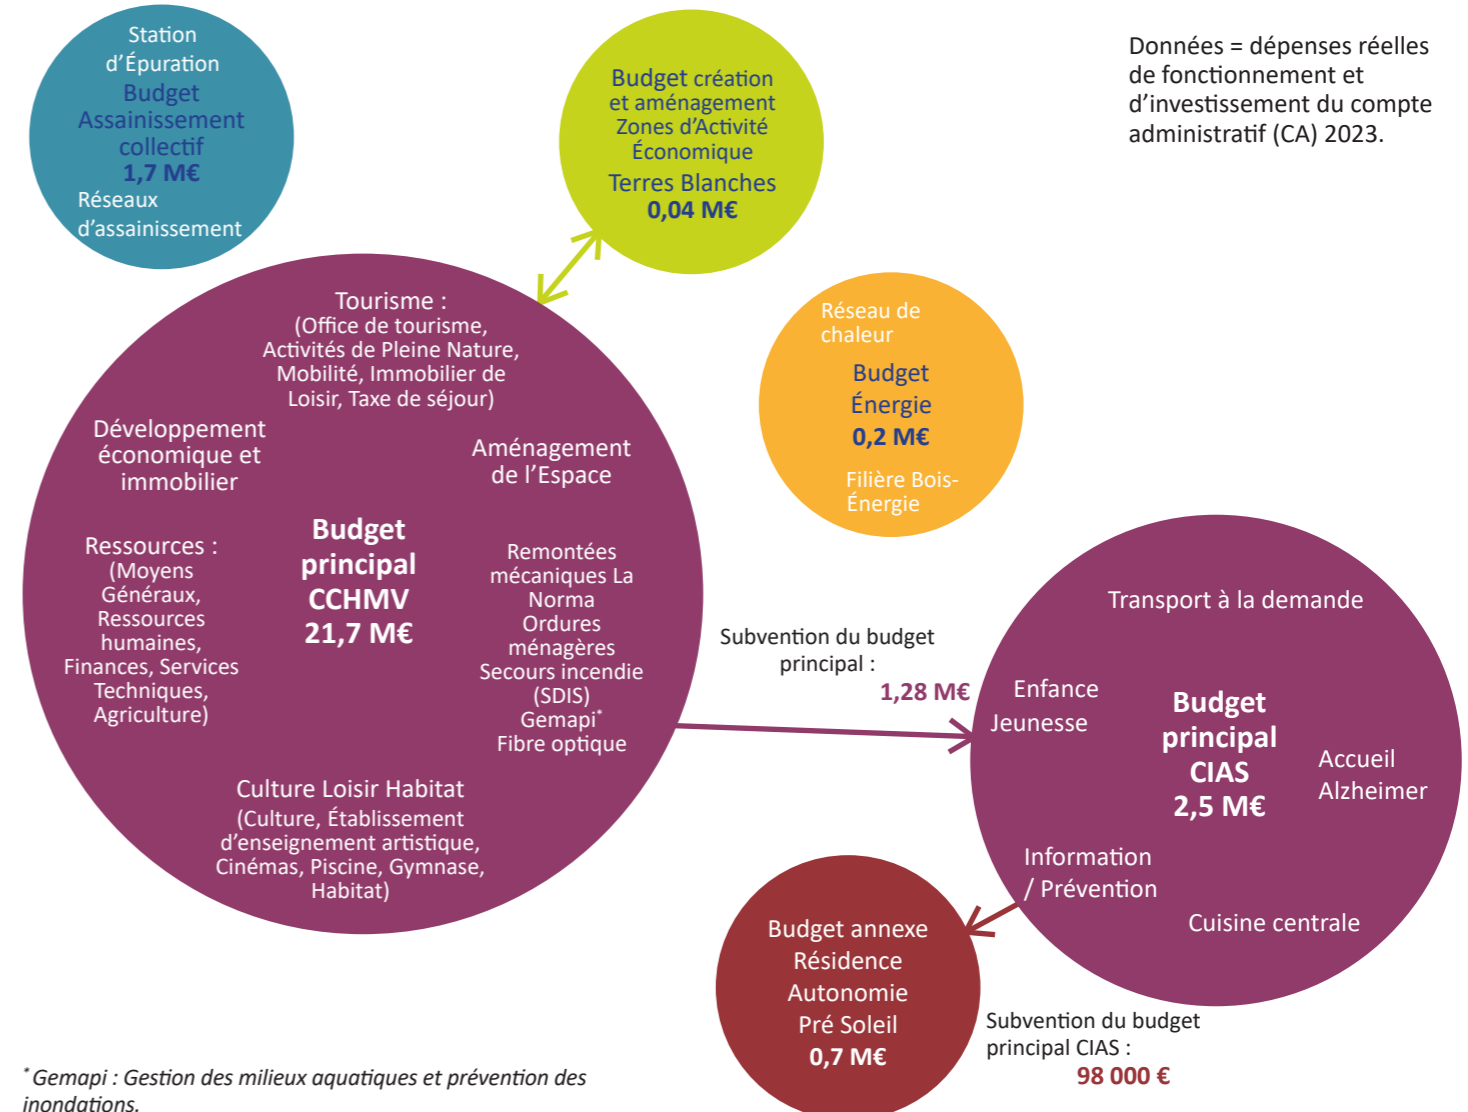 Station
d'Épuration
Budget
Assainissement
collectif
1,7 M€
Réseaux
d'assainissement
Budget création
et aménagement
Zones d'Activité
Économique
Terres Blanches
0,04 M€
Données = dépenses réelles
de fonctionnement et
d'investissement du compte
administratif (CA) 2023.
Tourisme :
(Office de tourisme,
Activités de Pleine Nature,
Mobilité, Immobilier de
Loisir, Taxe de séjour)
Développement
économique et
immobilier
Aménagement
de l'Espace
Ressources :
(Moyens
Généraux,
Ressources
humaines,
Finances, Services
Techniques,
Agriculture)
Budget
principal
CCHMV
21,7 M€
Remontées
mécaniques La
Norma
Ordures
ménagères
Secours incendie
(SDIS)
Gemapi*
Fibre optique
Culture Loisir Habitat
(Culture, Établissement
d'enseignement artistique,
Cinémas, Piscine, Gymnase,
Habitat)
Réseau de
chaleur
Budget
Énergie
0,2 M€
Filière Bois-
Énergie
Subvention du budget
principal :
1,28 M€
Transport à la demande
Enfance
Jeunesse
Budget
principal
CIAS
2,5 M€
Accueil
Alzheimer
Information
/ Prévention
Cuisine centrale
Budget annexe
Résidence
Autonomie
Pré Soleil
0,7 M€
Subvention du budget
principal CIAS :
98 000 €
* Gemapi : Gestion des milieux aquatiques et prévention des
inondations.